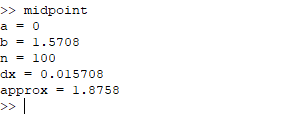 >> midpoint
a = 0
b = 1.5708
n = 100
dx = 0.015708
approx = 1.8758
>>